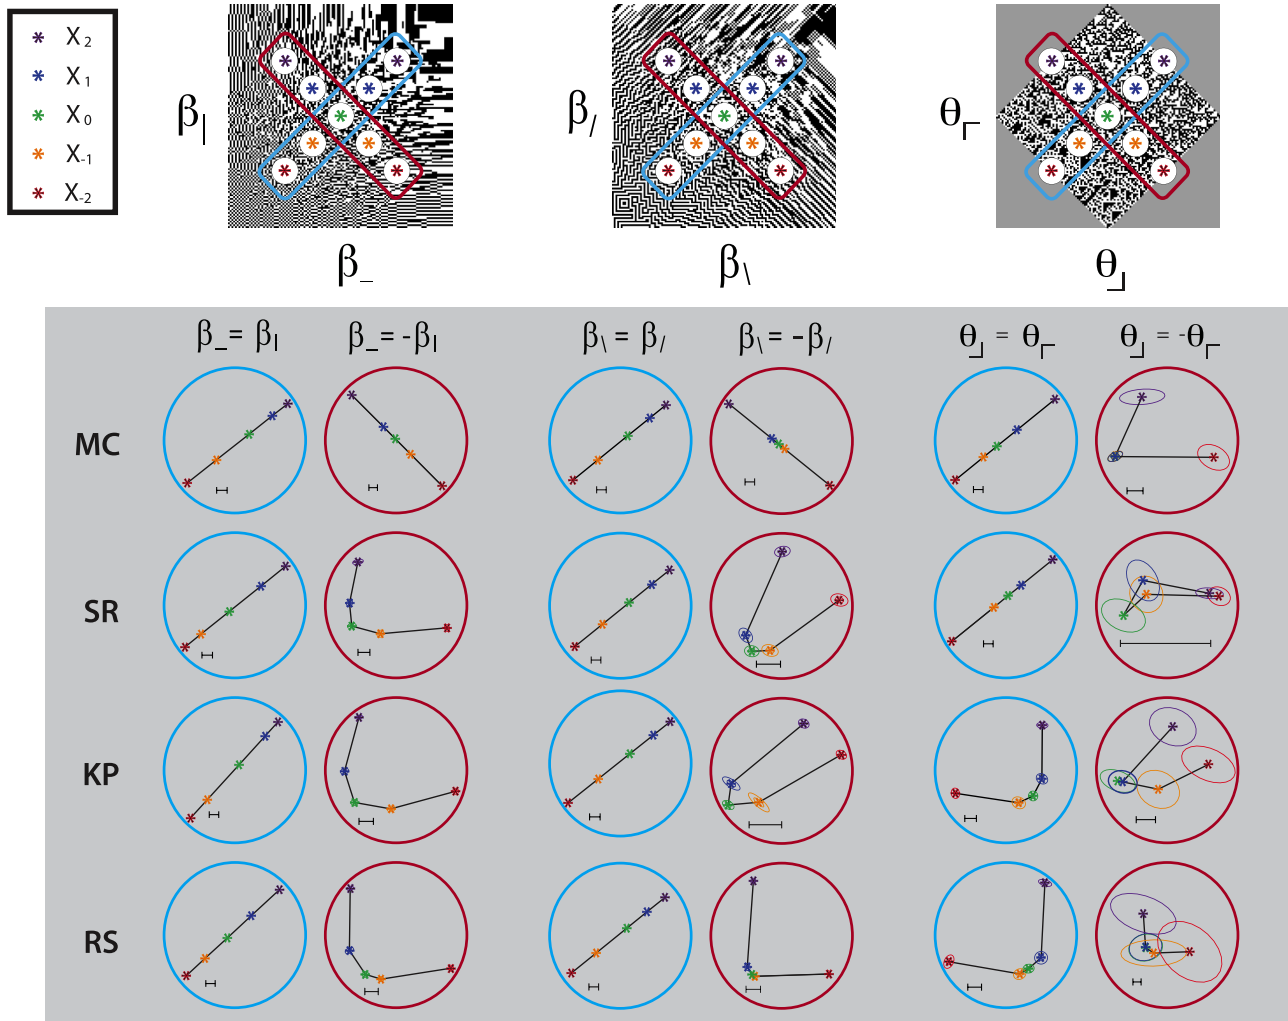 * X₂
* X₁
* X₀
* X₋₁
* X₋₂
β|
β_
β/
β\
θ⌜
θ⌟
β_ = β|
β_ = -β|
β\ = β/
β\ = -β/
θ⌟ = θ⌜
θ⌟ = -θ⌜
MC
SR
KP
RS